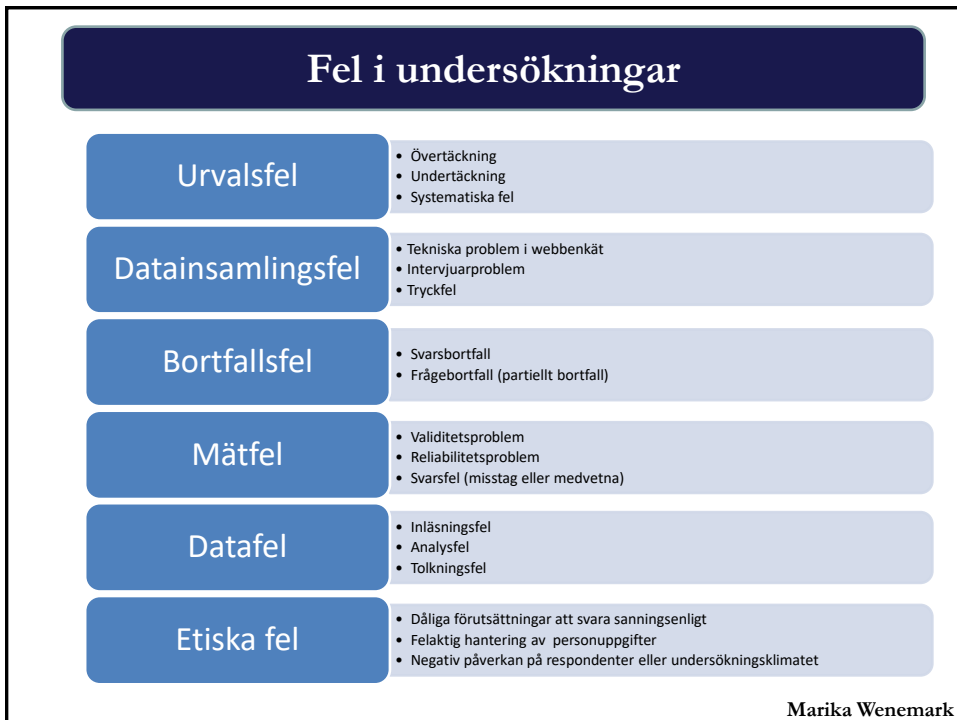 Fel i undersökningar
Urvalsfel
• Övertäckning
• Undertäckning
• Systematiska fel
Datainsamlingsfel
• Tekniska problem i webbenkät
• Intervjuarproblem
• Tryckfel
Bortfallsfel
• Svarsbortfall
• Frågebortfall (partiellt bortfall)
Mätfel
• Validitetsproblem
• Reliabilitetsproblem
• Svarsfel (misstag eller medvetna)
Datafel
• Inläsningsfel
• Analysfel
• Tolkningsfel
Etiska fel
• Dåliga förutsättningar att svara sanningsenligt
• Felaktig hantering av personuppgifter
• Negativ påverkan på respondenter eller undersökningsklimatet
Marika Wenemark